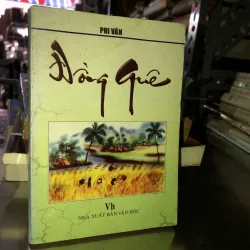 PHI VÂN
Đồng Quê
Vh
NHÀ XUẤT BẢN VĂN HỌC